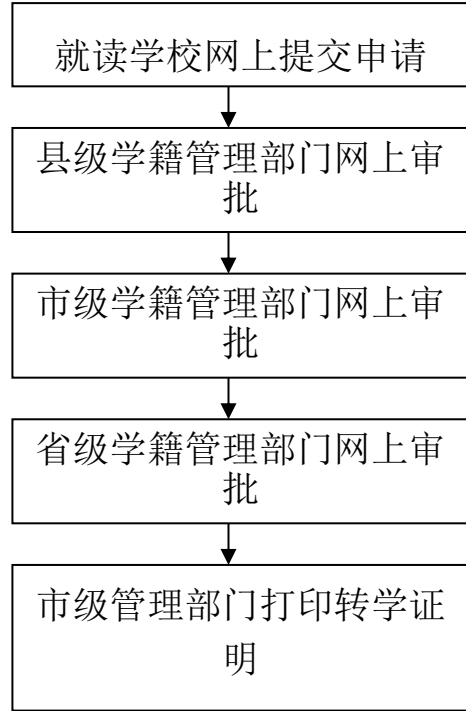 就读学校网上提交申请
县级学籍管理部门网上审
批
市级学籍管理部门网上审
批
省级学籍管理部门网上审
批
市级管理部门打印转学证
明